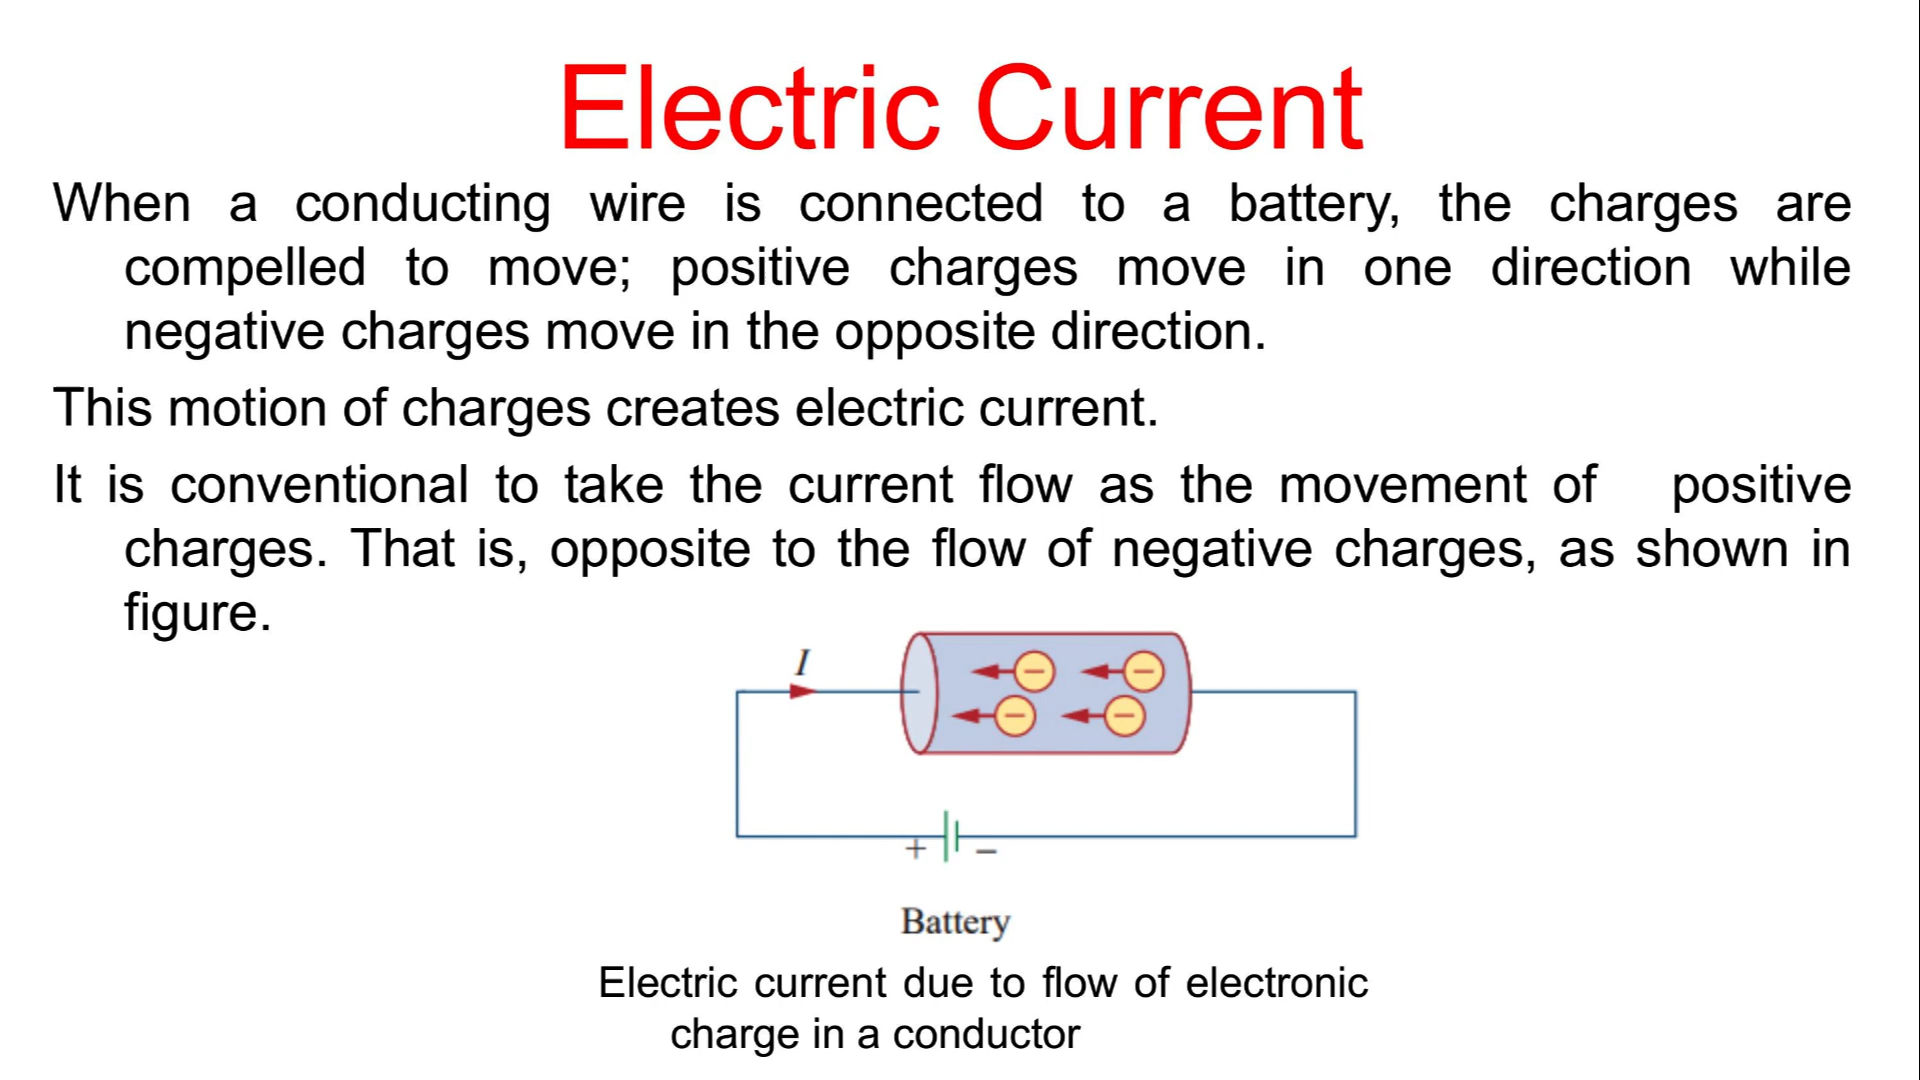 Electric Current
When a conducting wire is connected to a battery, the charges are
compelled to move; positive charges move in one direction while
negative charges move in the opposite direction.
This motion of charges creates electric current.
It is conventional to take the current flow as the movement of positive
charges. That is, opposite to the flow of negative charges, as shown in
figure.
I
− −
− −
+ −
Battery
Electric current due to flow of electronic
charge in a conductor